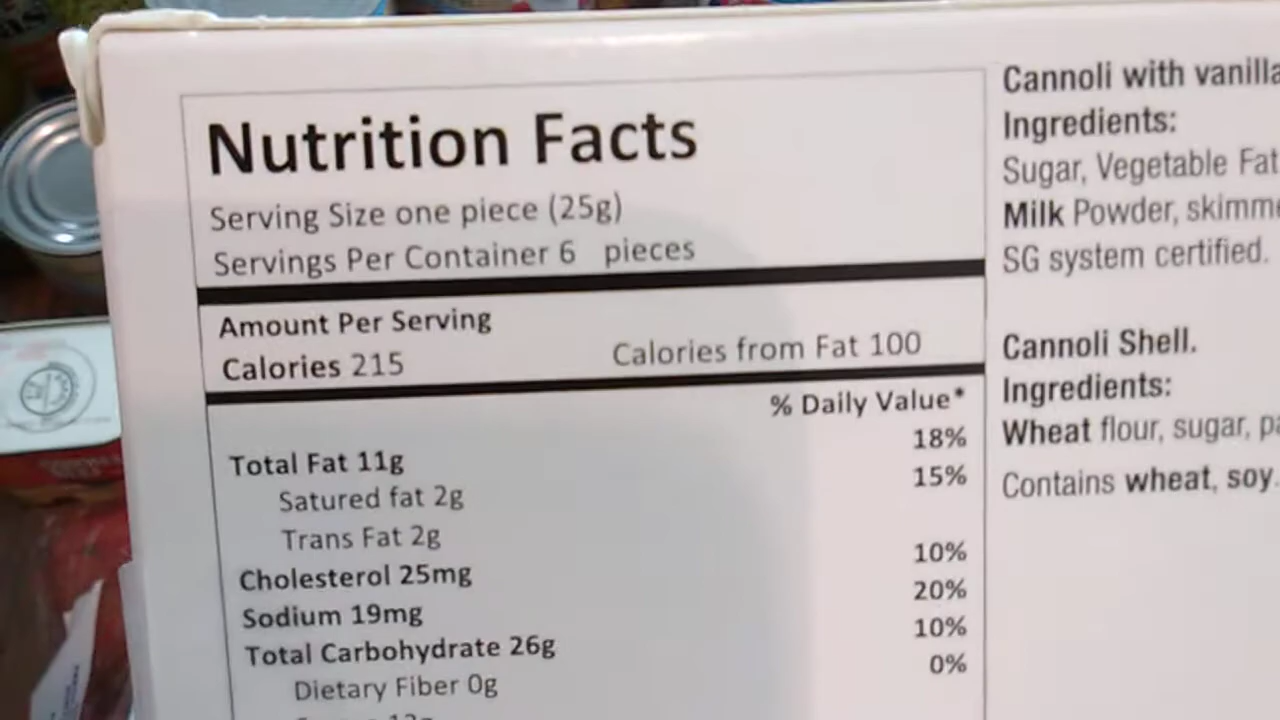 Nutrition Facts
Serving Size one piece (25g)
Servings Per Container 6 pieces
Amount Per Serving
Calories 215 Calories from Fat 100
% Daily Value*
Total Fat 11g 18%
Satured fat 2g 15%
Trans Fat 2g
Cholesterol 25mg 10%
Sodium 19mg 20%
Total Carbohydrate 26g 10%
Dietary Fiber 0g 0%
Cannoli with vanilla
Ingredients:
Sugar, Vegetable Fat
Milk Powder, skimm
SG system certified.
Cannoli Shell.
Ingredients:
Wheat flour, sugar, pa
Contains wheat, soy.